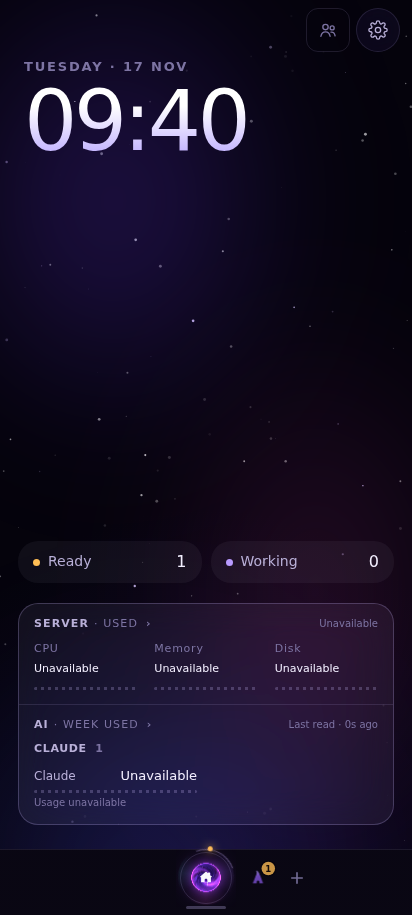 TUESDAY · 17 NOV
09:40
Ready 1 Working 0
SERVER · USED › Unavailable
CPU Memory Disk
Unavailable Unavailable Unavailable
AI · WEEK USED › Last read · 0s ago
CLAUDE 1
Claude Unavailable
Usage unavailable
1